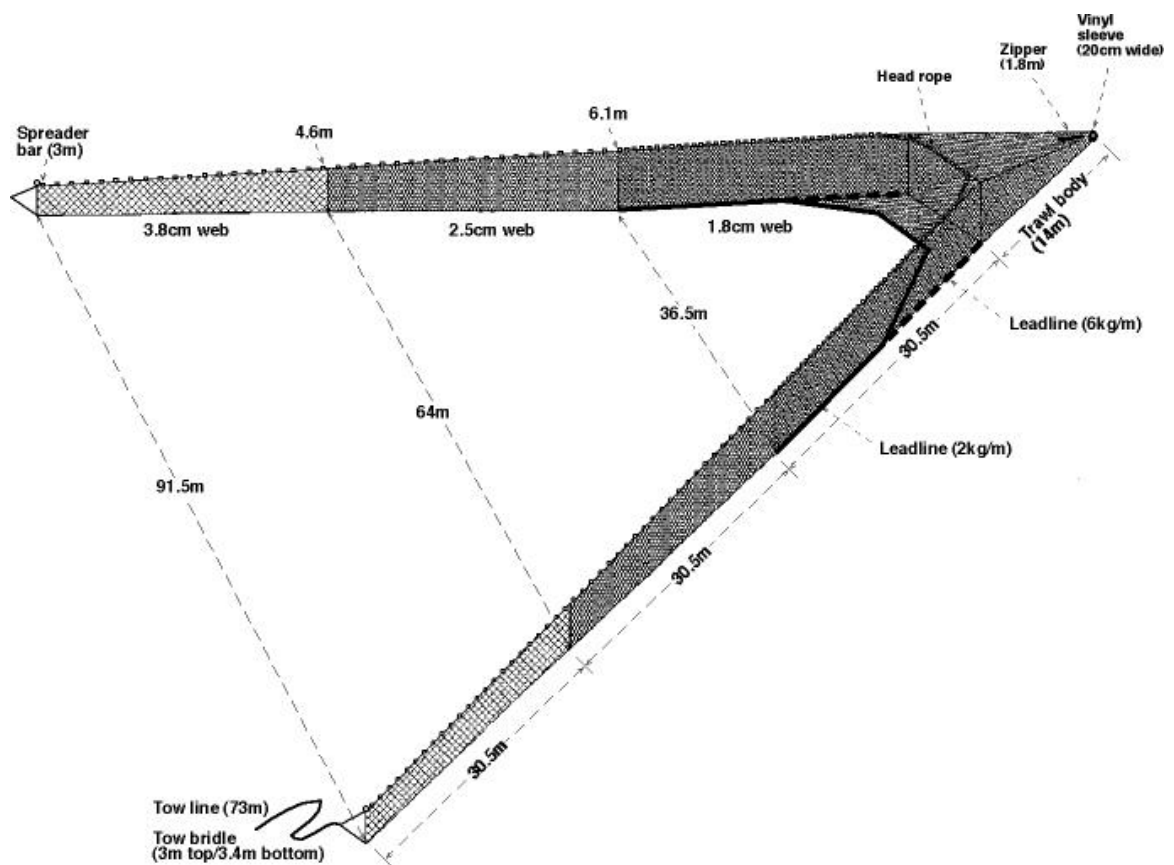 Vinyl
sleeve
(20cm wide)
Zipper
(1.8m)
Head rope
6.1m
4.6m
Spreader
bar (3m)
3.8cm web
2.5cm web
1.8cm web
Trawl body
(14m)
36.5m
Leadline (6kg/m)
30.5m
64m
Leadline (2kg/m)
91.5m
30.5m
30.5m
Tow line (73m)
Tow bridle
(3m top/3.4m bottom)